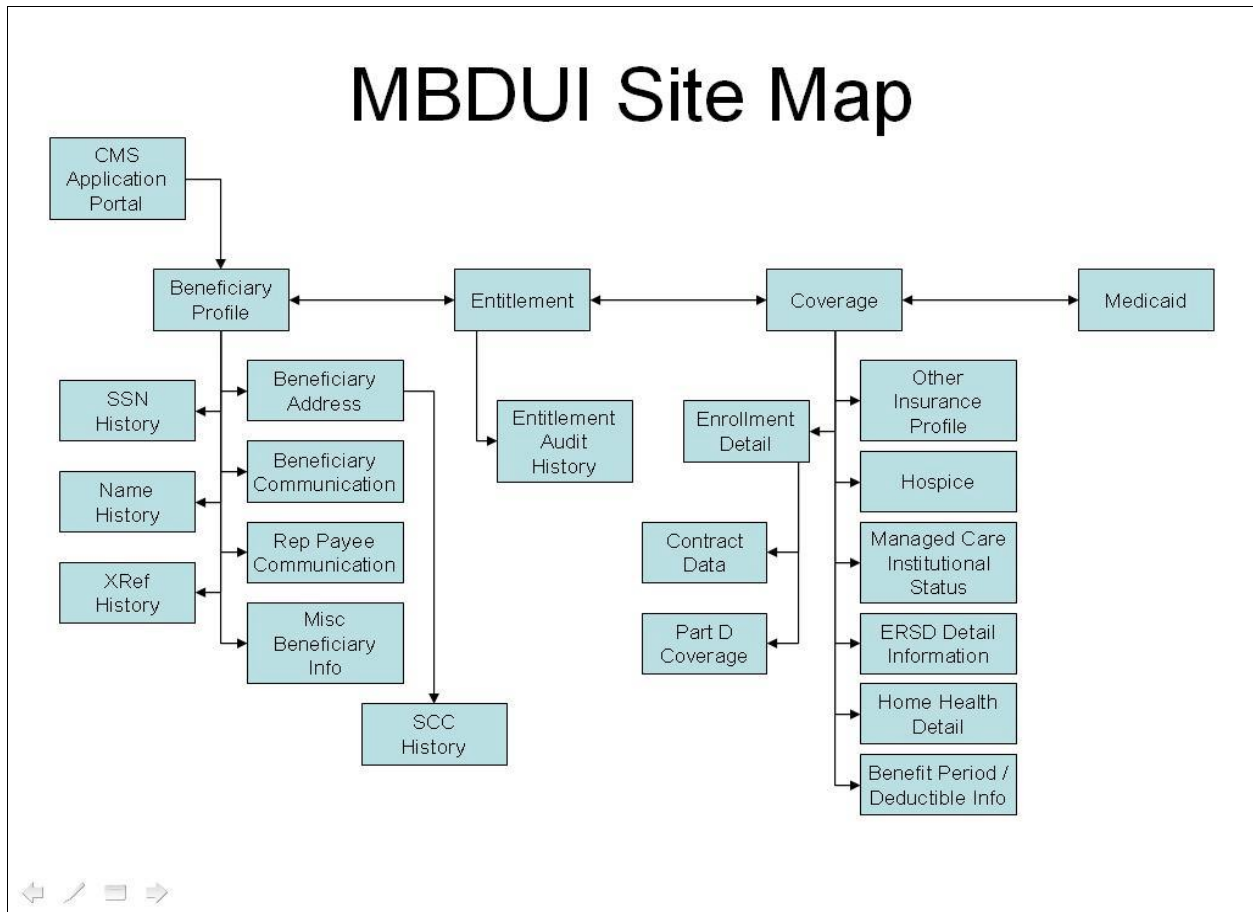 MBDUI Site Map
CMS
Application
Portal
Beneficiary
Profile
Entitlement
Coverage
Medicaid
SSN
History
Name
History
XRef
History
Beneficiary
Address
Beneficiary
Communication
Rep Payee
Communication
Misc
Beneficiary
Info
SCC
History
Entitlement
Audit
History
Enrollment
Detail
Contract
Data
Part D
Coverage
Other
Insurance
Profile
Hospice
Managed Care
Institutional
Status
ERSD Detail
Information
Home Health
Detail
Benefit Period /
Deductible Info